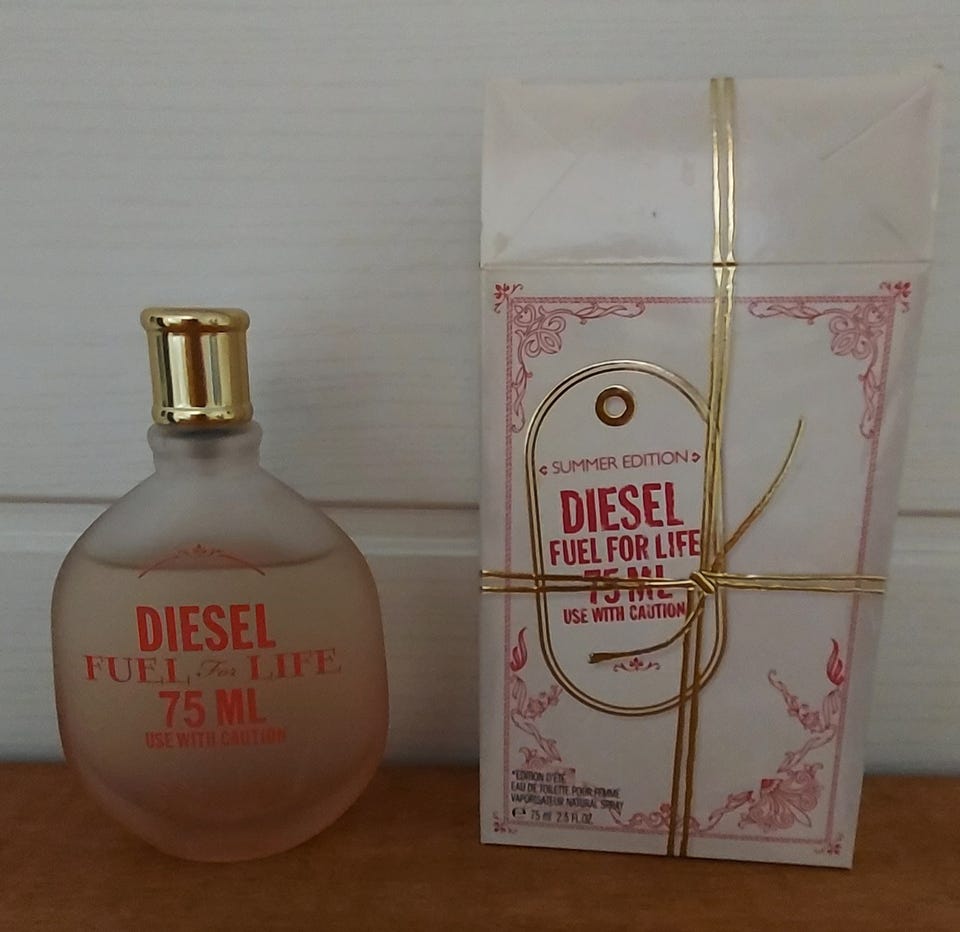 DIESEL
FUEL For LIFE
75 ML
USE WITH CAUTION
SUMMER EDITION
DIESEL
FUEL FOR LIFE
75 ML
USE WITH CAUTION
*EDITION D'ÉTÉ
EAU DE TOILETTE POUR FEMME
VAPORISATEUR NATURAL SPRAY
℮ 75 ml 2.5 FL.OZ.